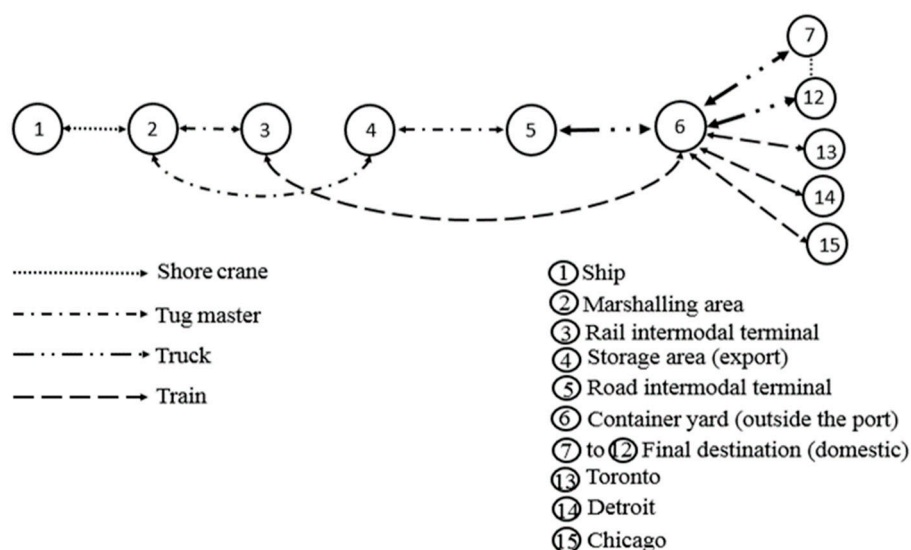 7
1 2 3 4 5 6 12
13
14
15
Shore crane
Tug master
Truck
Train
1 Ship
2 Marshalling area
3 Rail intermodal terminal
4 Storage area (export)
5 Road intermodal terminal
6 Container yard (outside the port)
7 to 12 Final destination (domestic)
13 Toronto
14 Detroit
15 Chicago